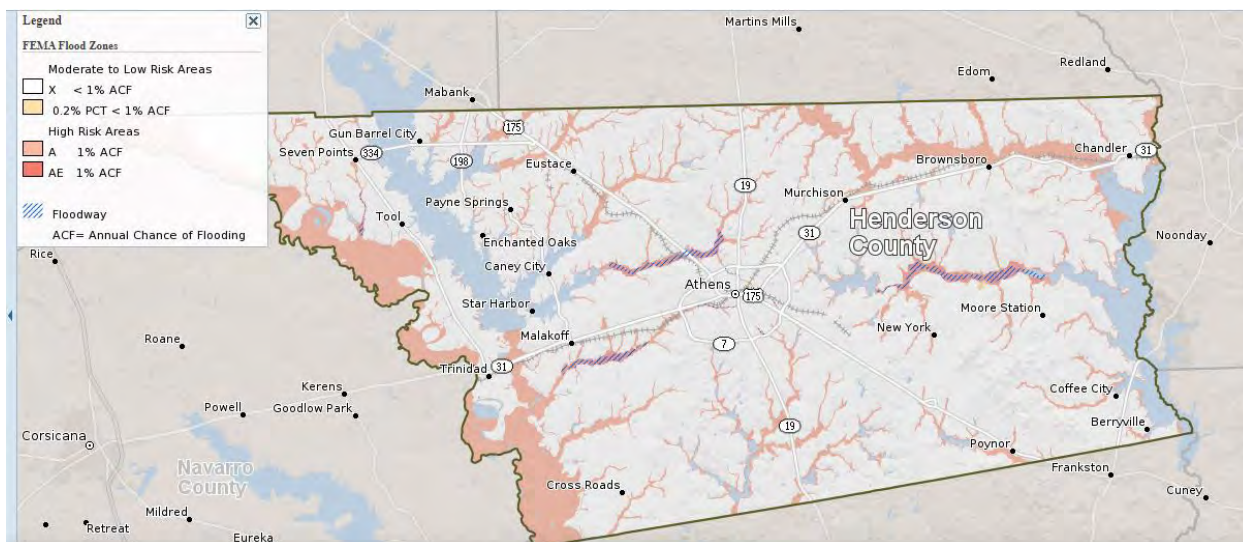 Legend
FEMA Flood Zones
Moderate to Low Risk Areas
X < 1% ACF
0.2% PCT < 1% ACF
High Risk Areas
A 1% ACF
AE 1% ACF
Floodway
ACF= Annual Chance of Flooding
Martins Mills
Redland
Edom
Mabank
175
Gun Barrel City
Seven Points
334
198
Eustace
Chandler
31
Brownsboro
19
Murchison
Payne Springs
Tool
Henderson
County
Enchanted Oaks
31
Noonday
Rice
Caney City
Athens
175
Star Harbor
Moore Station
New York
Roane
Malakoff
7
31
Trinidad
Kerens
Powell
Goodlow Park
Coffee City
Corsicana
19
Berryville
Poynor
Navarro
County
Frankston
Cross Roads
Cuney
Mildred
Retreat
Eureka